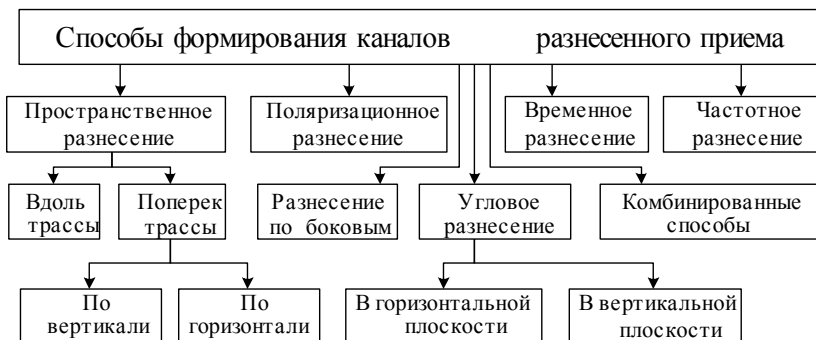 Способы формирования каналов разнесенного приема
Пространственное
разнесение
Поляризационное
разнесение
Временное
разнесение
Частотное
разнесение
Вдоль
трассы
Поперек
трассы
Разнесение
по боковым
Угловое
разнесение
Комбинированные
способы
По
вертикали
По
горизонтали
В горизонтальной
плоскости
В вертикальной
плоскости